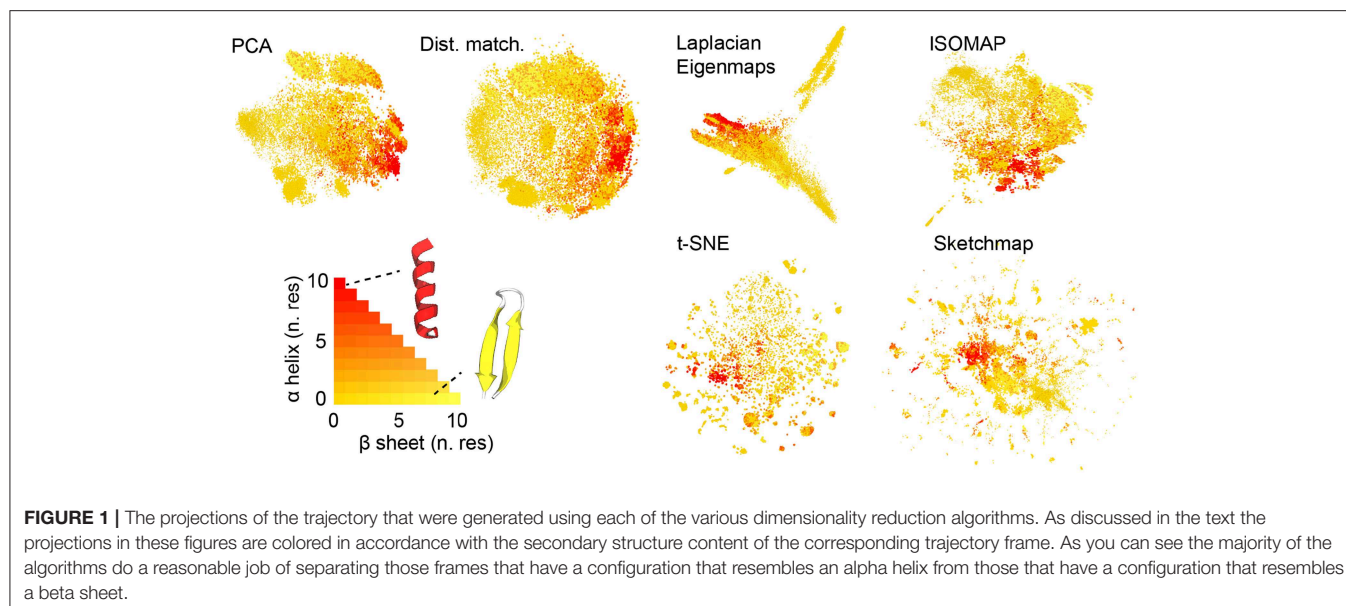 PCA
Dist. match.
Laplacian
Eigenmaps
ISOMAP
t-SNE
Sketchmap
α helix (n. res)
10
5
0
0
5
10
β sheet (n. res)
FIGURE 1 | The projections of the trajectory that were generated using each of the various dimensionality reduction algorithms. As discussed in the text the
projections in these figures are colored in accordance with the secondary structure content of the corresponding trajectory frame. As you can see the majority of the
algorithms do a reasonable job of separating those frames that have a configuration that resembles an alpha helix from those that have a configuration that resembles
a beta sheet.